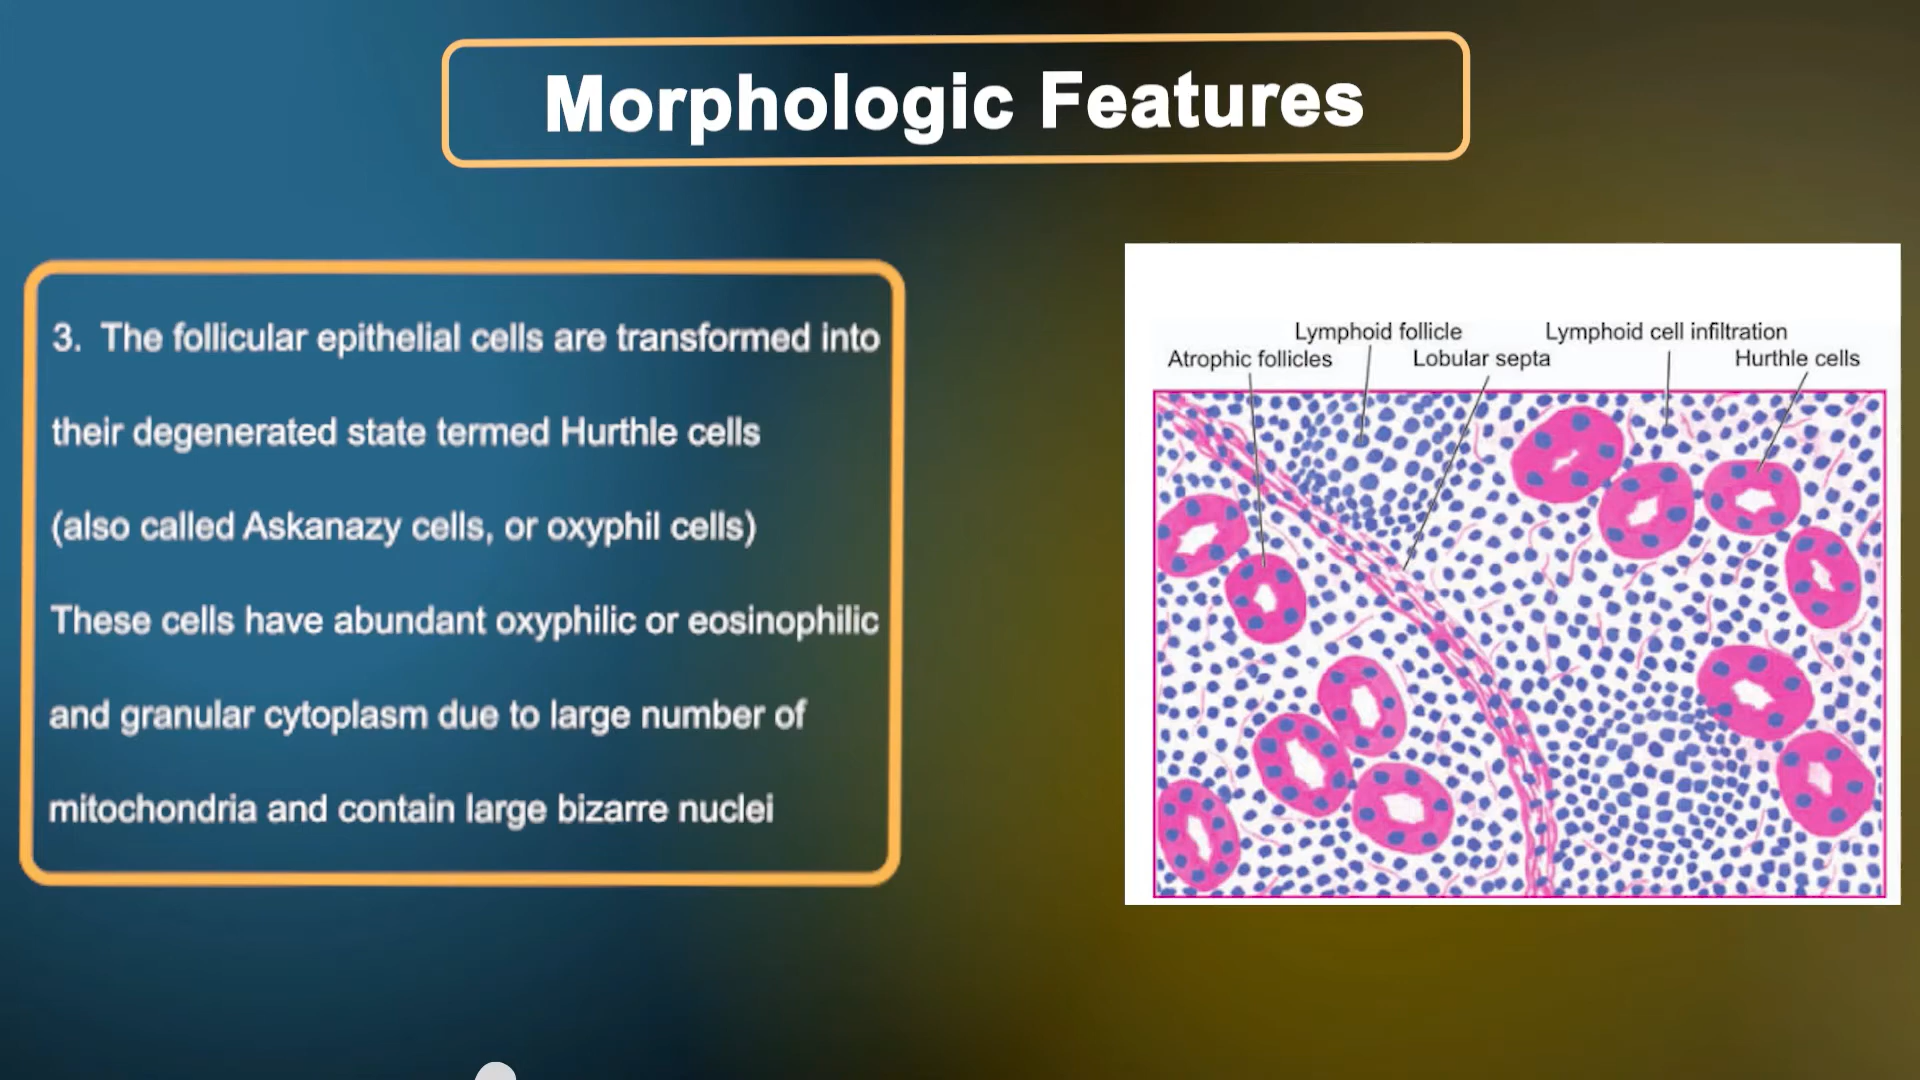 Morphologic Features
3. The follicular epithelial cells are transformed into
their degenerated state termed Hurthle cells
(also called Askanazy cells, or oxyphil cells)
These cells have abundant oxyphilic or eosinophilic
and granular cytoplasm due to large number of
mitochondria and contain large bizarre nuclei
Lymphoid follicle
Lymphoid cell infiltration
Atrophic follicles
Lobular septa
Hurthle cells